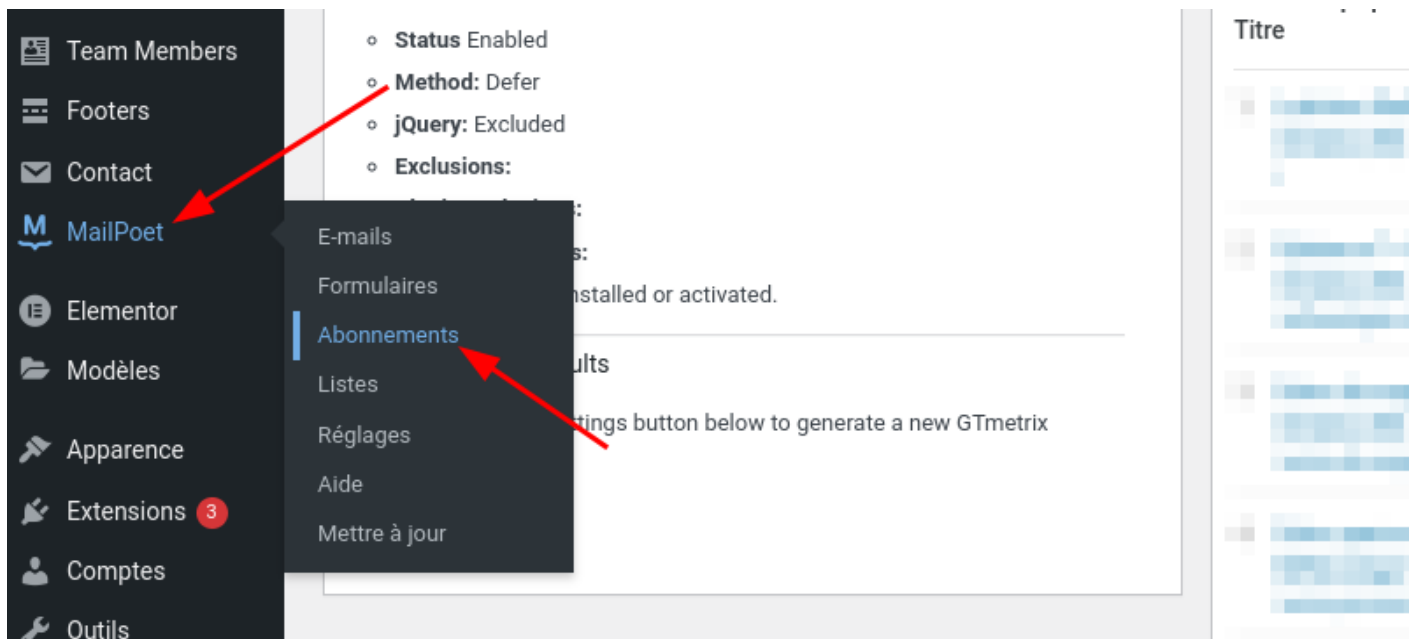 Team Members
Footers
Contact
MailPoet
Elementor
Modèles
Apparence
Extensions 3
Comptes
Outils
E-mails
Formulaires
Abonnements
Listes
Réglages
Aide
Mettre à jour
Status Enabled
Method: Defer
jQuery: Excluded
Exclusions:
nstalled or activated.
ults
ttings button below to generate a new GTmetrix
Titre